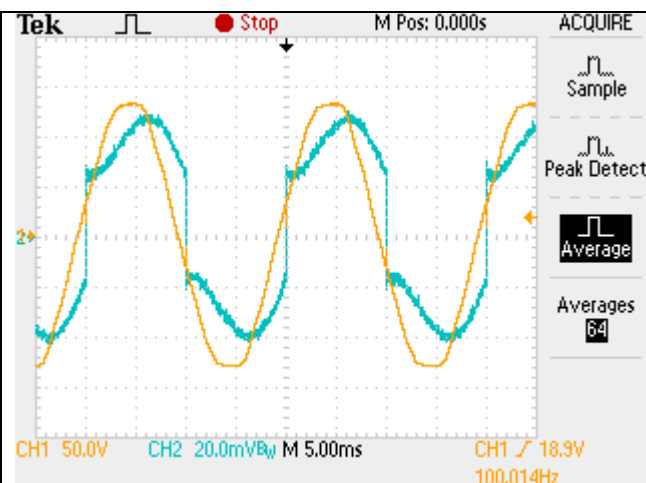 Tek Stop M Pos: 0.000s ACQUIRE
Sample
Peak Detect
2
Average
Averages
64
CH1 50.0V CH2 20.0mVBW M 5.00ms CH1 18.9V
100.014Hz